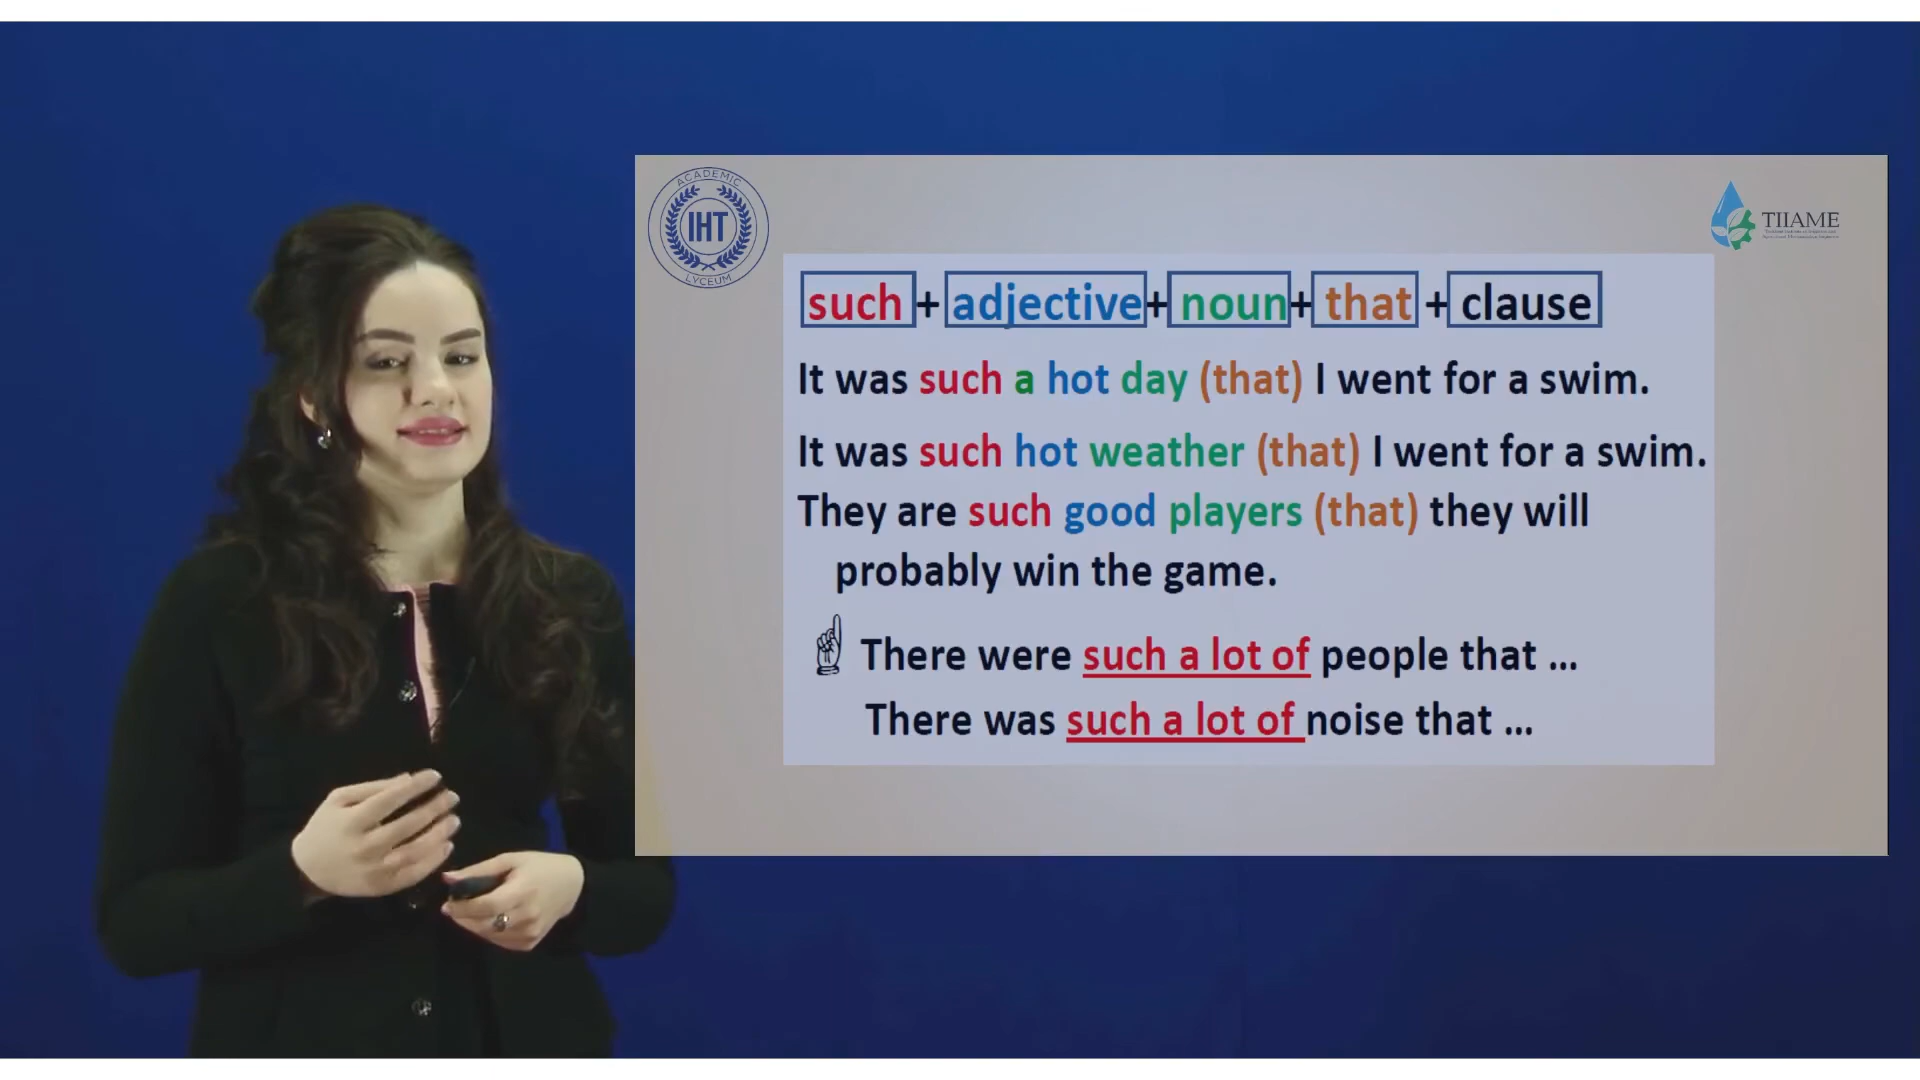 ACADEMIC
IHT
LYCEUM
TIIAME
such + adjective + noun + that + clause
It was such a hot day (that) I went for a swim.
It was such hot weather (that) I went for a swim.
They are such good players (that) they will
probably win the game.
There were such a lot of people that ...
There was such a lot of noise that ...